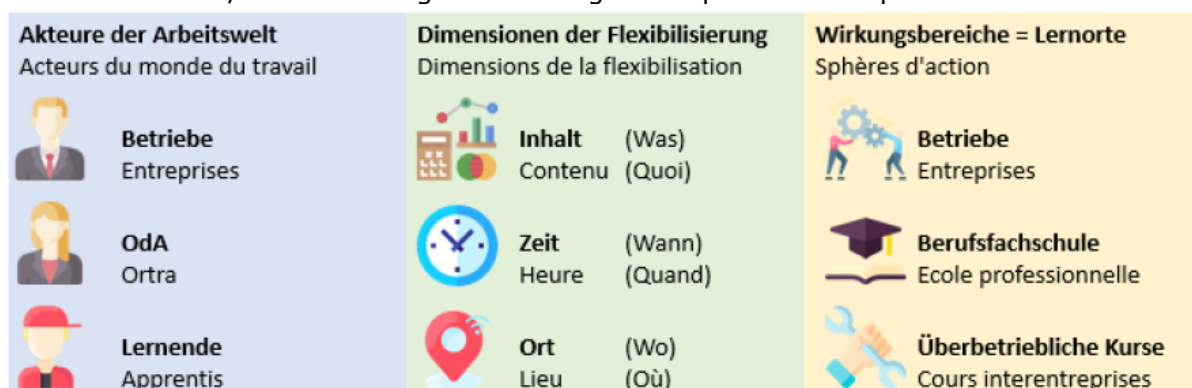 Akteure der Arbeitswelt
Acteurs du monde du travail
Betriebe
Entreprises
OdA
Ortra
Lernende
Apprentis
Dimensionen der Flexibilisierung
Dimensions de la flexibilisation
Inhalt (Was)
Contenu (Quoi)
Zeit (Wann)
Heure (Quand)
Ort (Wo)
Lieu (Où)
Wirkungsbereiche = Lernorte
Sphères d'action
Betriebe
Entreprises
Berufsfachschule
Ecole professionnelle
Überbetriebliche Kurse
Cours interentreprises